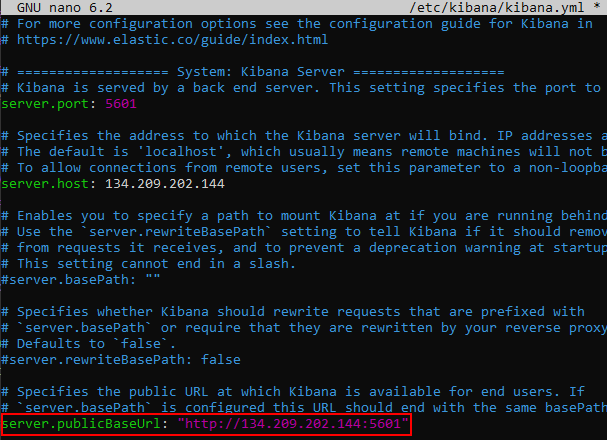 GNU nano 6.2 /etc/kibana/kibana.yml *
# For more configuration options see the configuration guide for Kibana in
# https://www.elastic.co/guide/index.html
# =================== System: Kibana Server ===================
# Kibana is served by a back end server. This setting specifies the port to
server.port: 5601
# Specifies the address to which the Kibana server will bind. IP addresses a
# The default is 'localhost', which usually means remote machines will not b
# To allow connections from remote users, set this parameter to a non-loopba
server.host: 134.209.202.144
# Enables you to specify a path to mount Kibana at if you are running behind
# Use the `server.rewriteBasePath` setting to tell Kibana if it should remov
# from requests it receives, and to prevent a deprecation warning at startup
# This setting cannot end in a slash.
#server.basePath: ""
# Specifies whether Kibana should rewrite requests that are prefixed with
# `server.basePath` or require that they are rewritten by your reverse proxy
# Defaults to `false`.
#server.rewriteBasePath: false
# Specifies the public URL at which Kibana is available for end users. If
# `server.basePath` is configured this URL should end with the same basePath
server.publicBaseUrl: "http://134.209.202.144:5601"